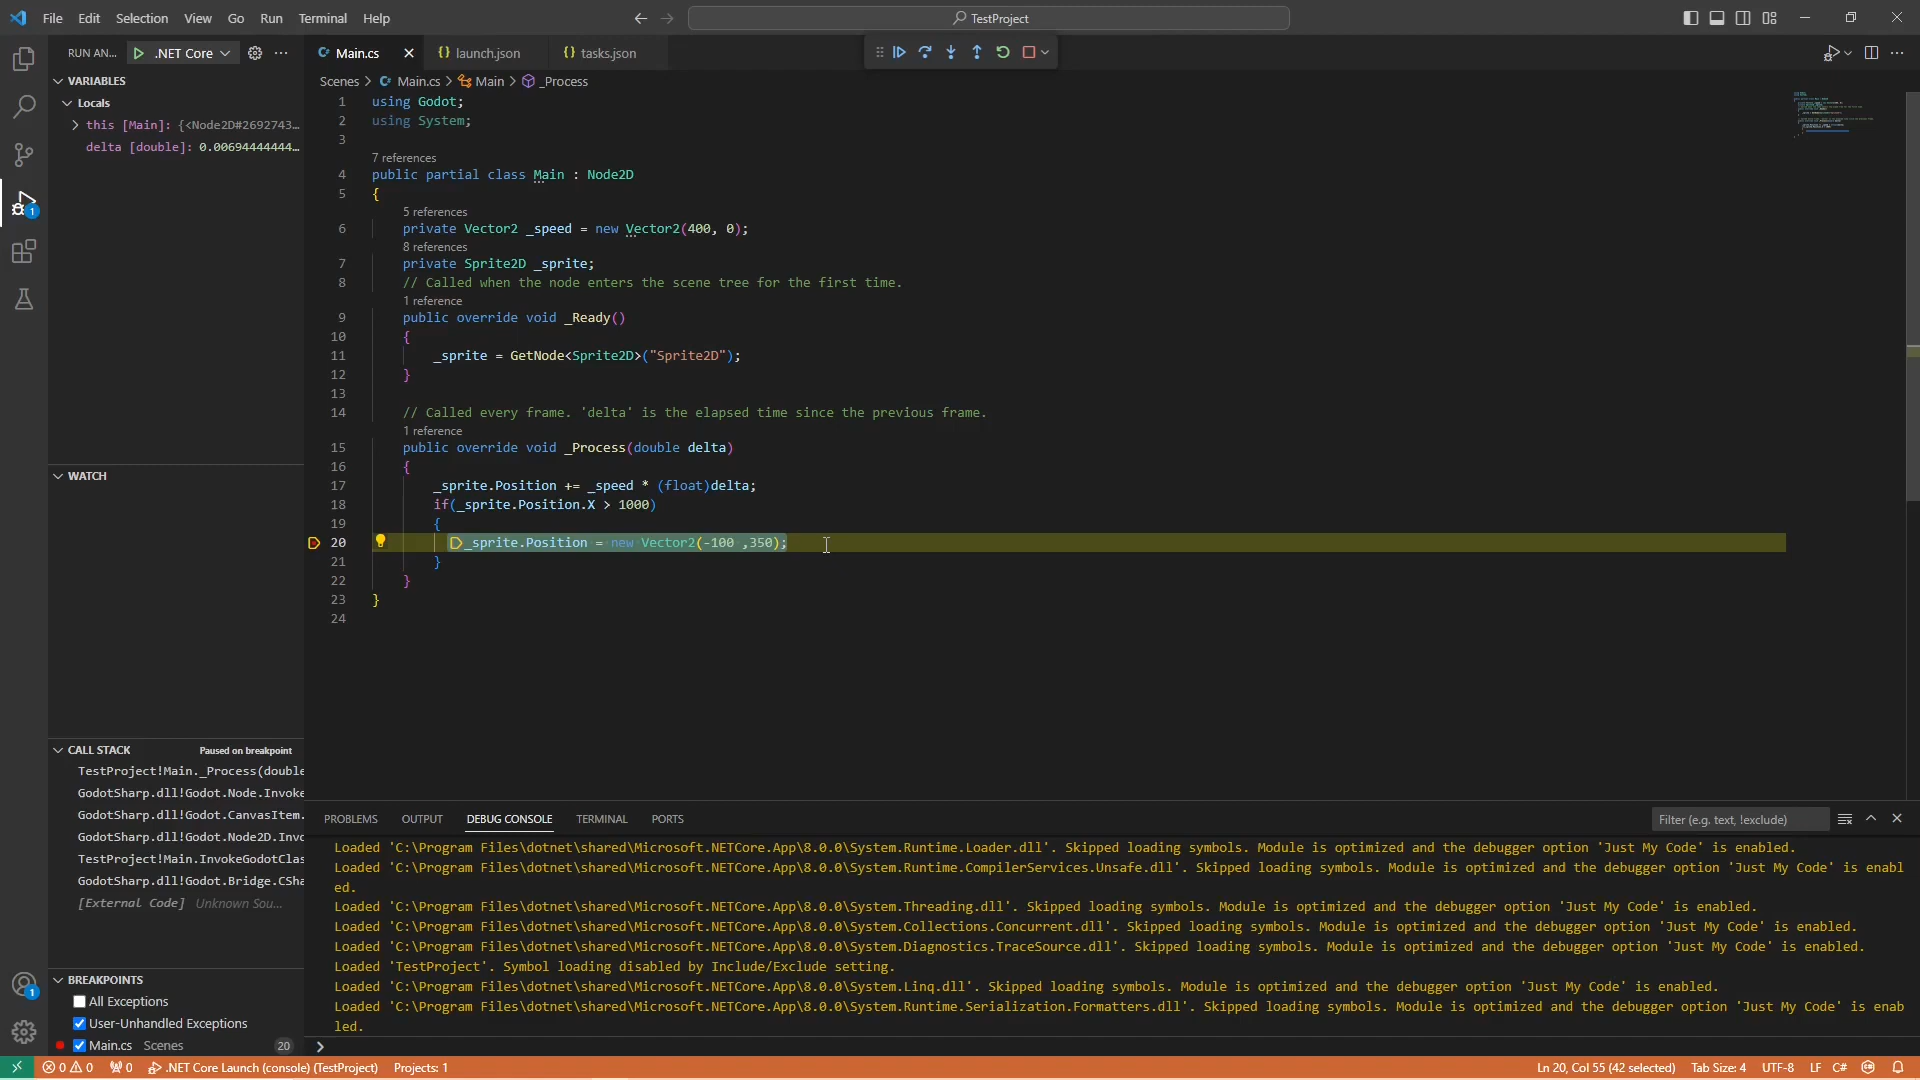 File Edit Selection View Go Run Terminal Help
TestProject
RUN AN... .NET Core
Main.cs launch.json tasks.json
Scenes > Main.cs > Main > _Process
VARIABLES
Locals
this [Main]: {<Node2D#2692743...
delta [double]: 0.00694444444...
WATCH
CALL STACK Paused on breakpoint
TestProject!Main._Process(double
GodotSharp.dll!Godot.Node.Invoke
GodotSharp.dll!Godot.CanvasItem.
GodotSharp.dll!Godot.Node2D.Invo
TestProject!Main.InvokeGodotClas
GodotSharp.dll!Godot.Bridge.CSha
[External Code] Unknown Sou...
BREAKPOINTS
All Exceptions
User-Unhandled Exceptions
Main.cs Scenes 20
1
1
1 using Godot;
2 using System;
3
7 references
4 public partial class Main : Node2D
5 {
5 references
6 private Vector2 _speed = new Vector2(400, 0);
8 references
7 private Sprite2D _sprite;
8 // Called when the node enters the scene tree for the first time.
1 reference
9 public override void _Ready()
10 {
11 _sprite = GetNode<Sprite2D>("Sprite2D");
12 }
13
14 // Called every frame. 'delta' is the elapsed time since the previous frame.
1 reference
15 public override void _Process(double delta)
16 {
17 _sprite.Position += _speed * (float)delta;
18 if(_sprite.Position.X > 1000)
19 {
20 _sprite.Position = new Vector2(-100 ,350);
21 }
22 }
23 }
24
PROBLEMS OUTPUT DEBUG CONSOLE TERMINAL PORTS Filter (e.g. text, !exclude)
Loaded 'C:\Program Files\dotnet\shared\Microsoft.NETCore.App\8.0.0\System.Runtime.Loader.dll'. Skipped loading symbols. Module is optimized and the debugger option 'Just My Code' is enabled.
Loaded 'C:\Program Files\dotnet\shared\Microsoft.NETCore.App\8.0.0\System.Runtime.CompilerServices.Unsafe.dll'. Skipped loading symbols. Module is optimized and the debugger option 'Just My Code' is enabl
ed.
Loaded 'C:\Program Files\dotnet\shared\Microsoft.NETCore.App\8.0.0\System.Threading.dll'. Skipped loading symbols. Module is optimized and the debugger option 'Just My Code' is enabled.
Loaded 'C:\Program Files\dotnet\shared\Microsoft.NETCore.App\8.0.0\System.Collections.Concurrent.dll'. Skipped loading symbols. Module is optimized and the debugger option 'Just My Code' is enabled.
Loaded 'C:\Program Files\dotnet\shared\Microsoft.NETCore.App\8.0.0\System.Diagnostics.TraceSource.dll'. Skipped loading symbols. Module is optimized and the debugger option 'Just My Code' is enabled.
Loaded 'TestProject'. Symbol loading disabled by Include/Exclude setting.
Loaded 'C:\Program Files\dotnet\shared\Microsoft.NETCore.App\8.0.0\System.Linq.dll'. Skipped loading symbols. Module is optimized and the debugger option 'Just My Code' is enabled.
Loaded 'C:\Program Files\dotnet\shared\Microsoft.NETCore.App\8.0.0\System.Runtime.Serialization.Formatters.dll'. Skipped loading symbols. Module is optimized and the debugger option 'Just My Code' is enab
led.
0 0 0 .NET Core Launch (console) (TestProject) Projects: 1 Ln 20, Col 55 (42 selected) Tab Size: 4 UTF-8 LF C#